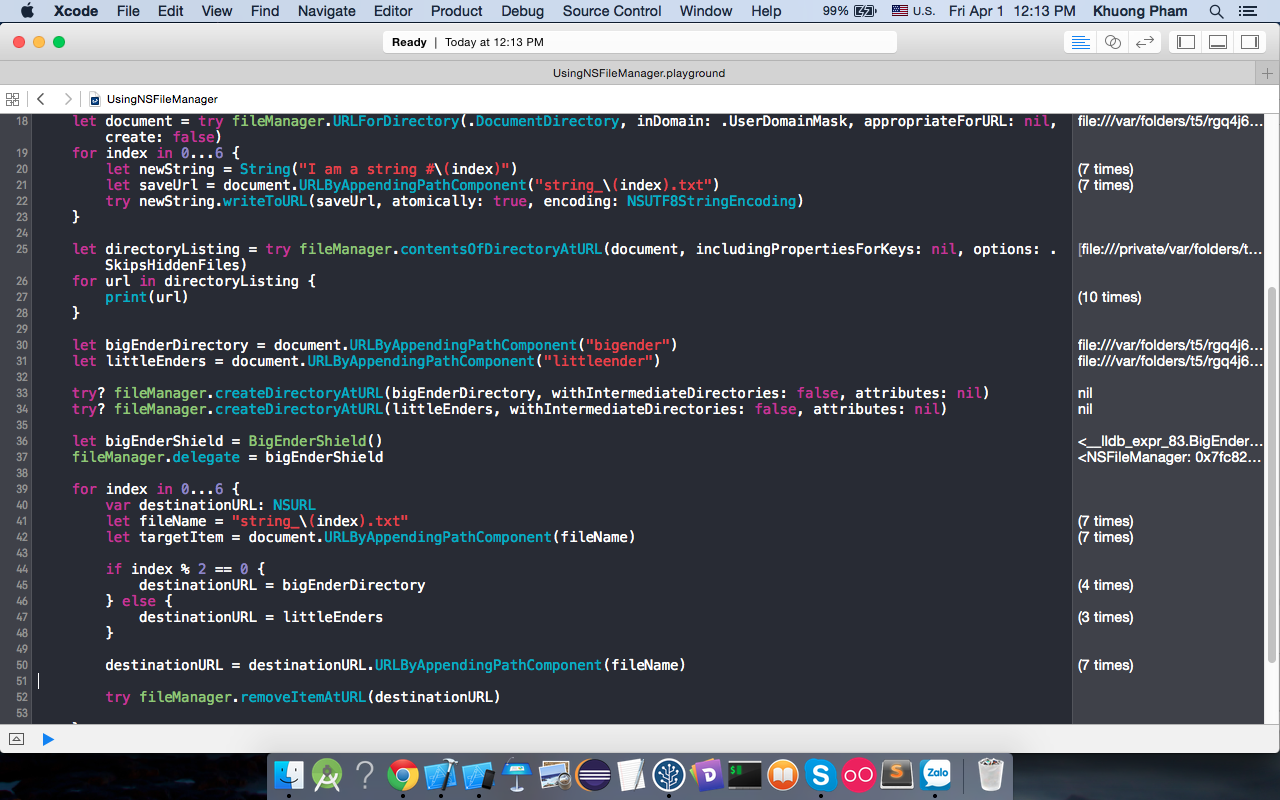 Xcode File Edit View Find Navigate Editor Product Debug Source Control Window Help 99% U.S. Fri Apr 1 12:13 PM Khuong Pham
Ready | Today at 12:13 PM
UsingNSFileManager.playground
UsingNSFileManager
18 let document = try fileManager.URLForDirectory(.DocumentDirectory, inDomain: .UserDomainMask, appropriateForURL: nil, file:///var/folders/t5/rgq4j6...
create: false)
19 for index in 0...6 {
20 let newString = String("I am a string #\(index)") (7 times)
21 let saveUrl = document.URLByAppendingPathComponent("string_\(index).txt") (7 times)
22 try newString.writeToURL(saveUrl, atomically: true, encoding: NSUTF8StringEncoding)
23 }
24
25 let directoryListing = try fileManager.contentsOfDirectoryAtURL(document, includingPropertiesForKeys: nil, options: . [file:///private/var/folders/t...
SkipsHiddenFiles)
26 for url in directoryListing {
27 print(url) (10 times)
28 }
29
30 let bigEnderDirectory = document.URLByAppendingPathComponent("bigender") file:///var/folders/t5/rgq4j6...
31 let littleEnders = document.URLByAppendingPathComponent("littleender") file:///var/folders/t5/rgq4j6...
32
33 try? fileManager.createDirectoryAtURL(bigEnderDirectory, withIntermediateDirectories: false, attributes: nil) nil
34 try? fileManager.createDirectoryAtURL(littleEnders, withIntermediateDirectories: false, attributes: nil) nil
35
36 let bigEnderShield = BigEnderShield() <__lldb_expr_83.BigEnder...
37 fileManager.delegate = bigEnderShield <NSFileManager: 0x7fc82...
38
39 for index in 0...6 {
40 var destinationURL: NSURL
41 let fileName = "string_\(index).txt" (7 times)
42 let targetItem = document.URLByAppendingPathComponent(fileName) (7 times)
43
44 if index % 2 == 0 {
45 destinationURL = bigEnderDirectory (4 times)
46 } else {
47 destinationURL = littleEnders (3 times)
48 }
49
50 destinationURL = destinationURL.URLByAppendingPathComponent(fileName) (7 times)
51
52 try fileManager.removeItemAtURL(destinationURL)
53
Zalo